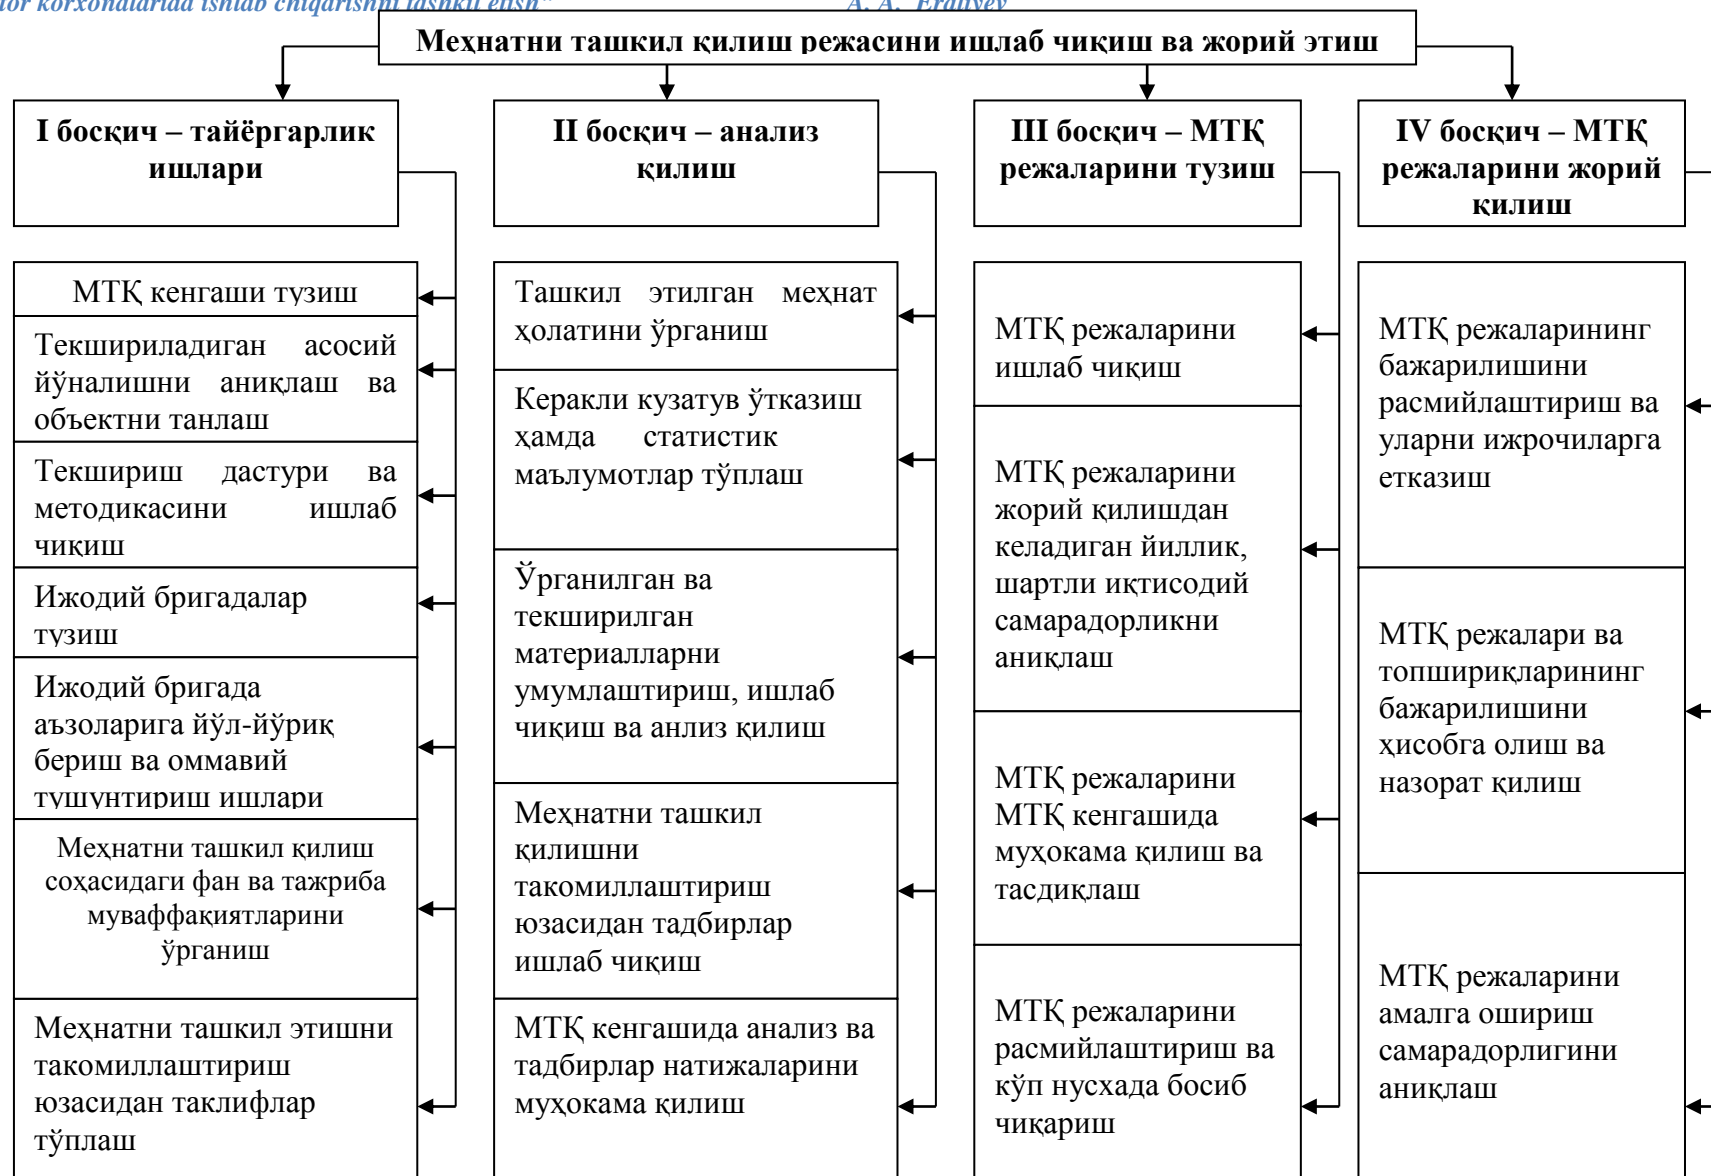 korxonalarida ishlab chiqarishni tashkil etish"
A. A. Eraliyev
Меҳнатни ташкил қилиш режасини ишлаб чиқиш ва жорий этиш
I босқич – тайёргарлик
ишлари
II босқич – анализ
қилиш
III босқич – МТҚ
режаларини тузиш
IV босқич – МТҚ
режаларини жорий
қилиш
МТҚ кенгаши тузиш
Текшириладиган асосий
йўналишни аниқлаш ва
объектни танлаш
Текшириш дастури ва
методикасини ишлаб
чиқиш
Ижодий бригадалар
тузиш
Ижодий бригада
аъзоларига йўл-йўриқ
бериш ва оммавий
тушунтириш ишлари
Меҳнатни ташкил қилиш
соҳасидаги фан ва тажриба
муваффақиятларини
ўрганиш
Меҳнатни ташкил этишни
такомиллаштириш
юзасидан таклифлар
тўплаш
Ташкил этилган меҳнат
ҳолатини ўрганиш
Керакли кузатув ўтказиш
ҳамда статистик
маълумотлар тўплаш
Ўрганилган ва
текширилган
материалларни
умумлаштириш, ишлаб
чиқиш ва анлиз қилиш
Меҳнатни ташкил
қилишни
такомиллаштириш
юзасидан тадбирлар
ишлаб чиқиш
МТҚ кенгашида анализ ва
тадбирлар натижаларини
муҳокама қилиш
МТҚ режаларини
ишлаб чиқиш
МТҚ режаларини
жорий қилишдан
келадиган йиллик,
шартли иқтисодий
самарадорликни
аниқлаш
МТҚ режаларини
МТҚ кенгашида
муҳокама қилиш ва
тасдиқлаш
МТҚ режаларини
расмийлаштириш ва
кўп нусхада босиб
чиқариш
МТҚ режаларининг
бажарилишини
расмийлаштириш ва
уларни ижрочиларга
етказиш
МТҚ режалари ва
топшириқларининг
бажарилишини
ҳисобга олиш ва
назорат қилиш
МТҚ режаларини
амалга ошириш
самарадорлигини
аниқлаш